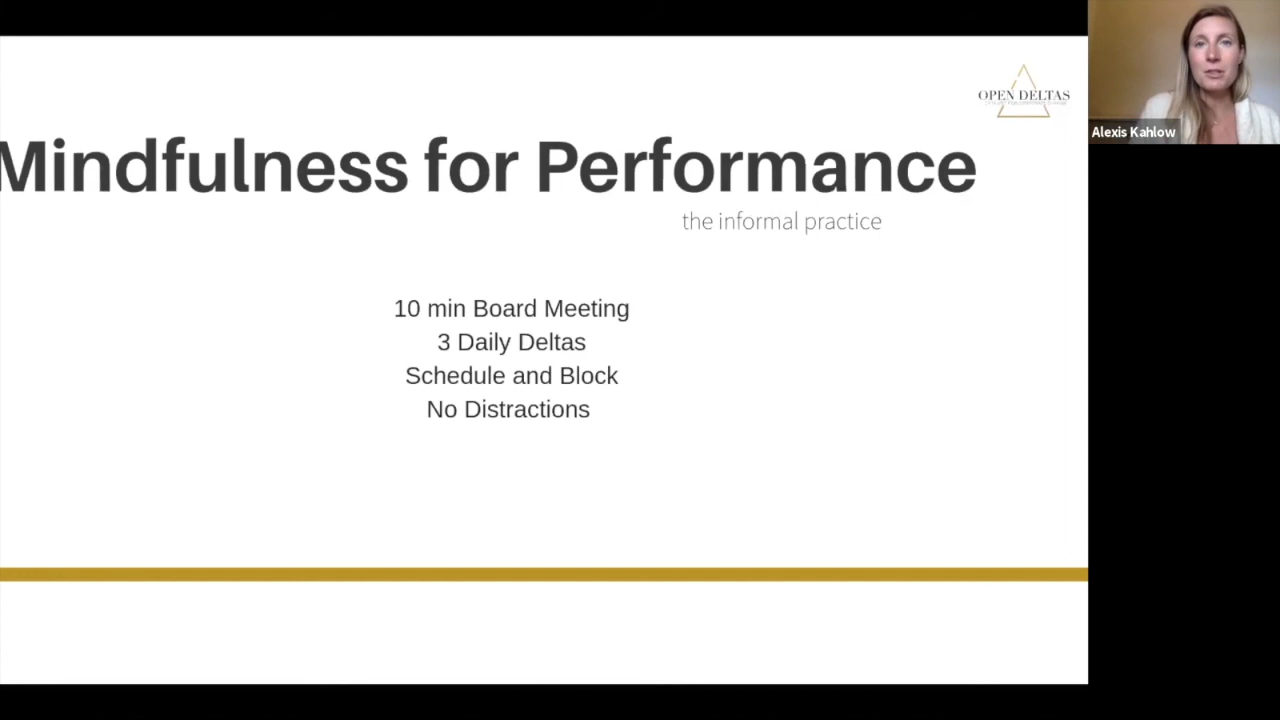 OPEN DELTAS
Alexis Kahlow
Mindfulness for Performance
the informal practice
10 min Board Meeting
3 Daily Deltas
Schedule and Block
No Distractions